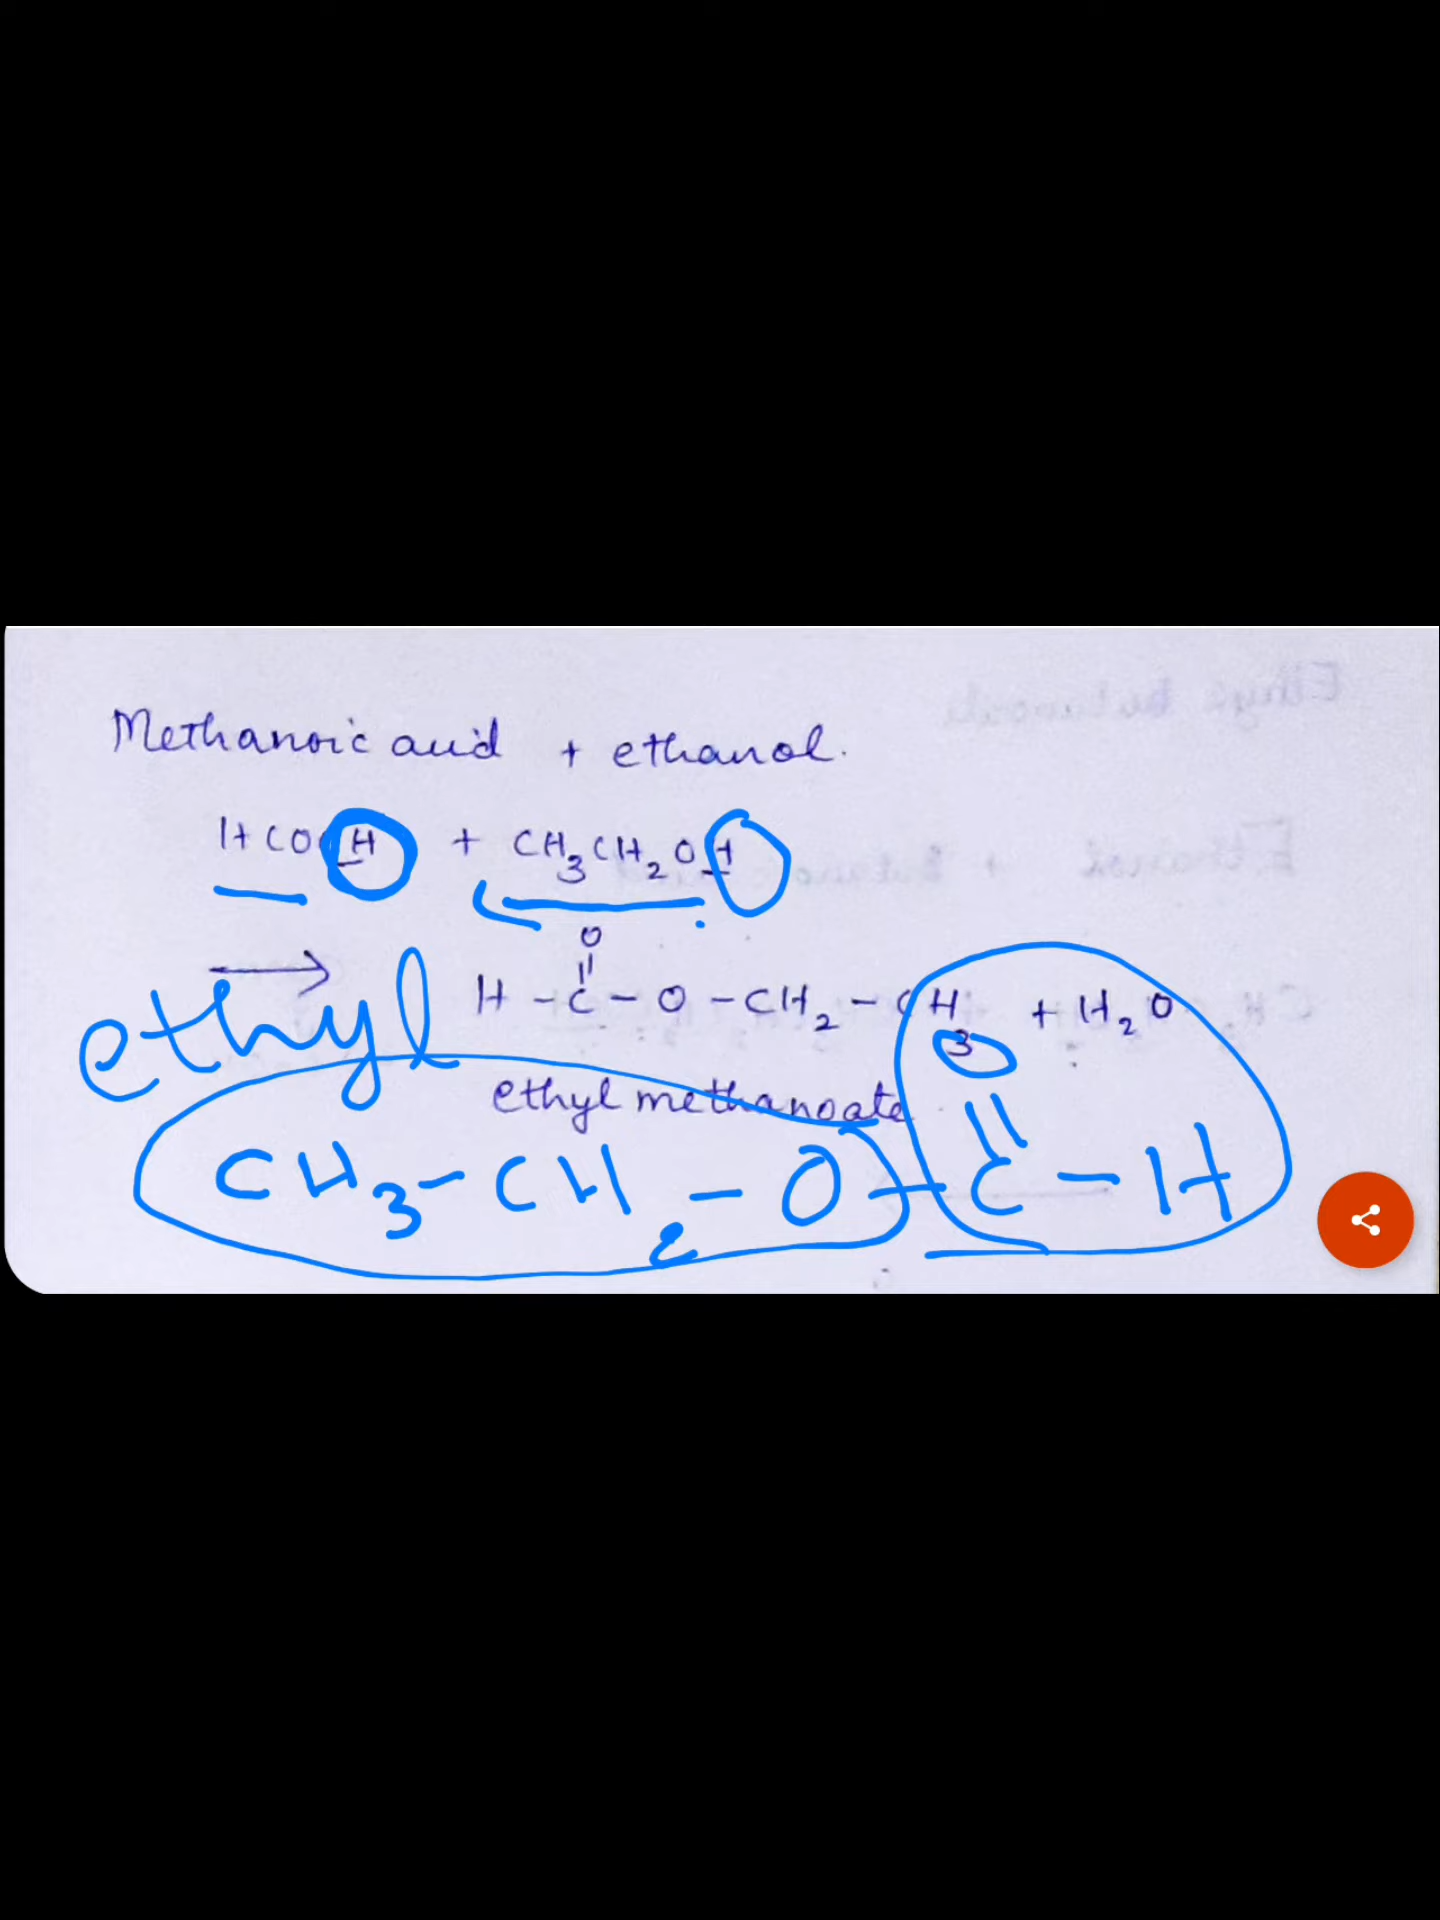 Methanoic acid + ethanol.
HCOOH + CH₃CH₂OH
O
||
→ H - C - O - CH₂ - CH₃ + H₂O
ethyl
ethyl methanoate
O
||
CH₃ - CH₂ - O - C - H